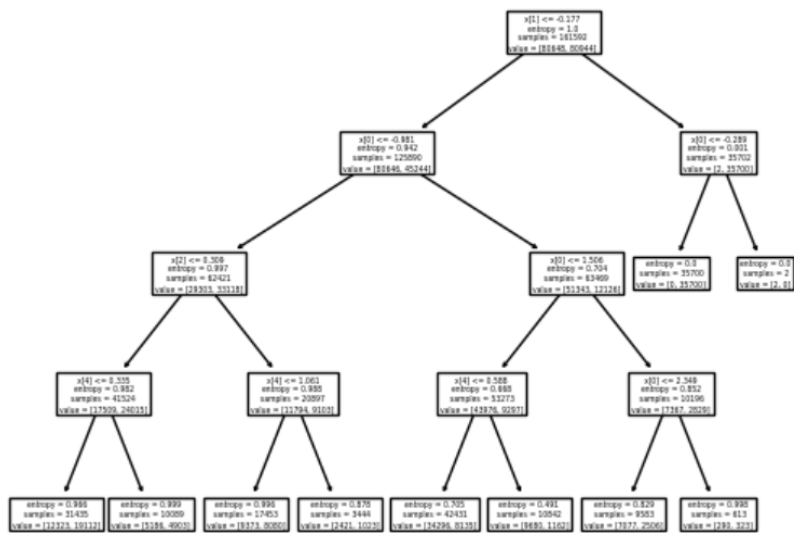 x[1] <= -0.177
entropy = 1.0
samples = 161592
value = [80648, 80944]
x[0] <= -0.981
entropy = 0.942
samples = 125890
value = [80646, 45244]
x[0] <= -0.289
entropy = 0.001
samples = 35702
value = [2, 35700]
x[2] <= 0.309
entropy = 0.997
samples = 62421
value = [29303, 33118]
x[0] <= 1.506
entropy = 0.704
samples = 63469
value = [51343, 12126]
entropy = 0.0
samples = 35700
value = [0, 35700]
entropy = 0.0
samples = 2
value = [2, 0]
x[4] <= 0.335
entropy = 0.982
samples = 41524
value = [17509, 24015]
x[4] <= 1.061
entropy = 0.988
samples = 20897
value = [11794, 9103]
x[4] <= 0.588
entropy = 0.668
samples = 53273
value = [43976, 9297]
x[0] <= 2.349
entropy = 0.852
samples = 10196
value = [7367, 2829]
entropy = 0.966
samples = 31435
value = [12323, 19112]
entropy = 0.999
samples = 10089
value = [5186, 4903]
entropy = 0.996
samples = 17453
value = [9373, 8080]
entropy = 0.878
samples = 3444
value = [2421, 1023]
entropy = 0.705
samples = 42431
value = [34296, 8135]
entropy = 0.491
samples = 10842
value = [9680, 1162]
entropy = 0.829
samples = 9583
value = [7077, 2506]
entropy = 0.998
samples = 613
value = [290, 323]